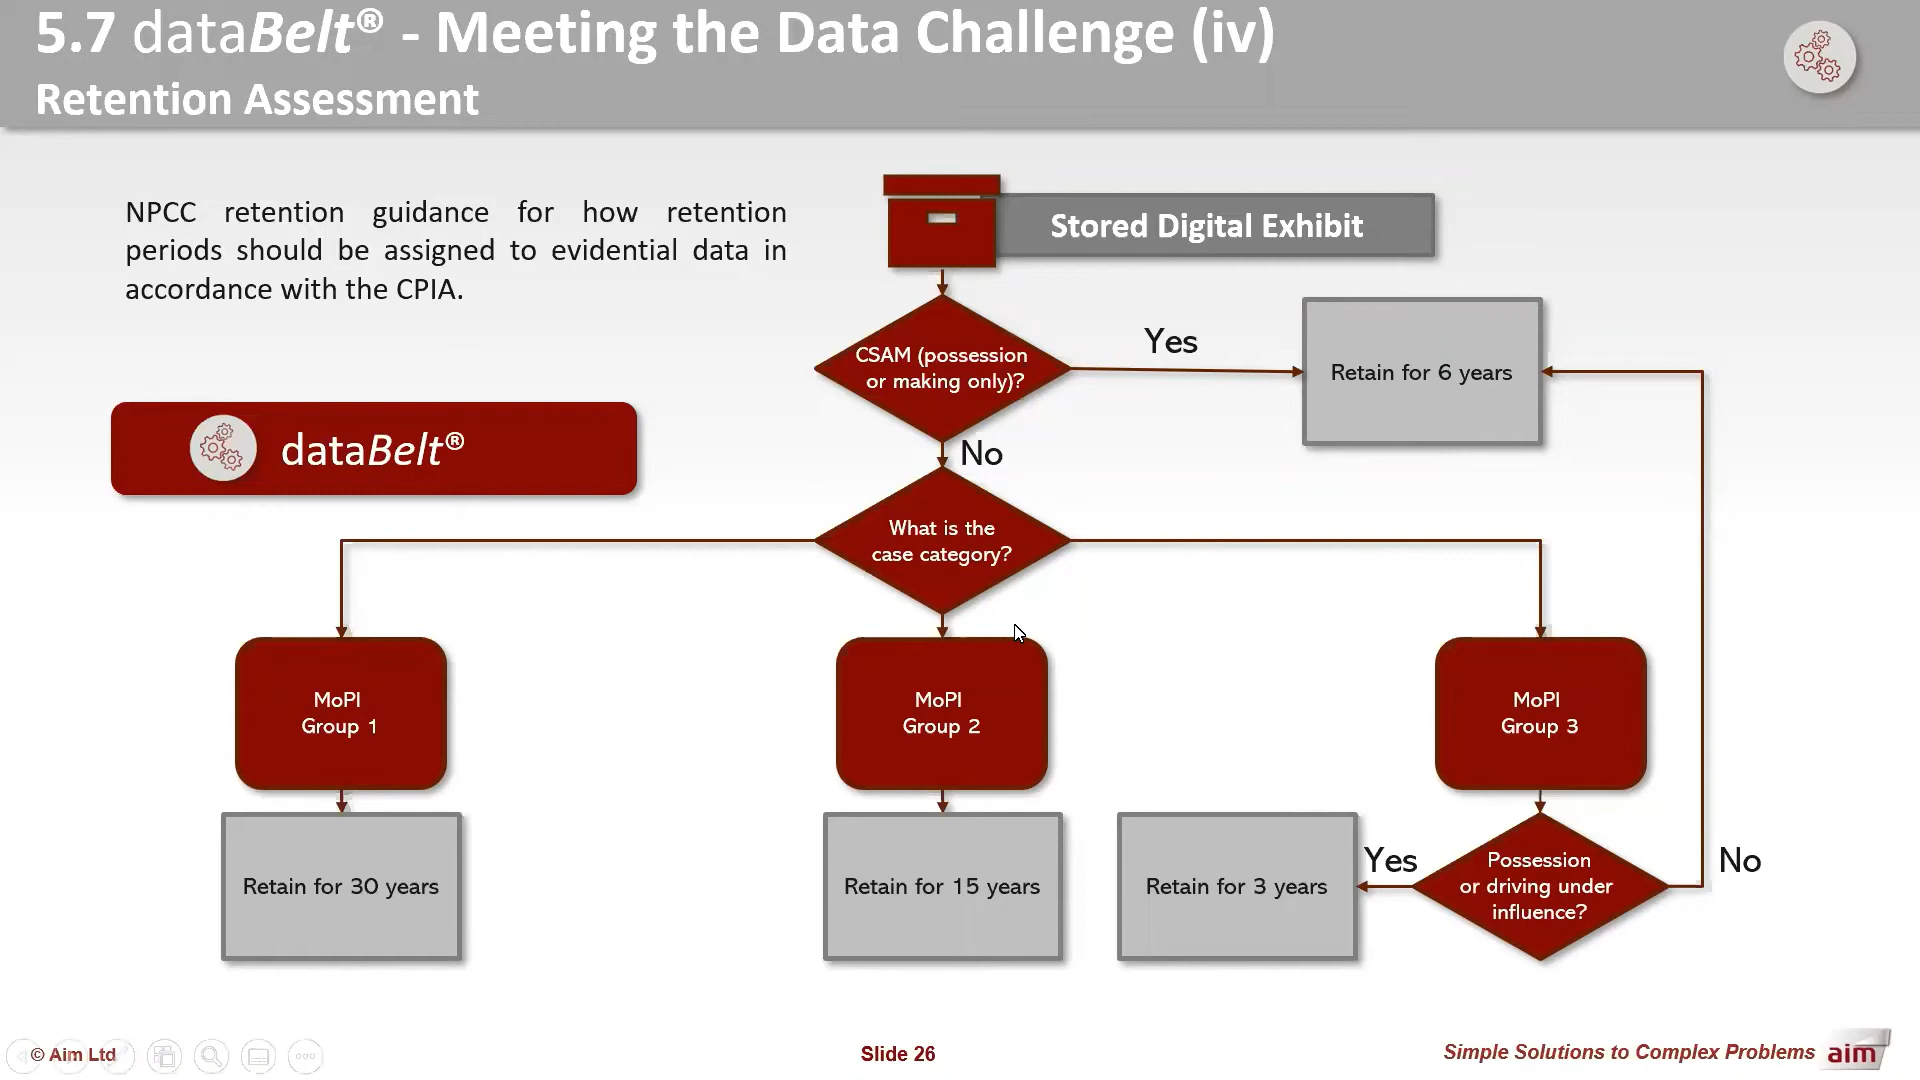 5.7 dataBelt® - Meeting the Data Challenge (iv)
Retention Assessment
NPCC retention guidance for how retention
periods should be assigned to evidential data in
accordance with the CPIA.
dataBelt®
Stored Digital Exhibit
CSAM (possession
or making only)?
Yes
Retain for 6 years
No
What is the
case category?
MoPI
Group 1
MoPI
Group 2
MoPI
Group 3
Retain for 30 years
Retain for 15 years
Retain for 3 years
Yes
Possession
or driving under
influence?
No
© Aim Ltd
Slide 26
Simple Solutions to Complex Problems
aim